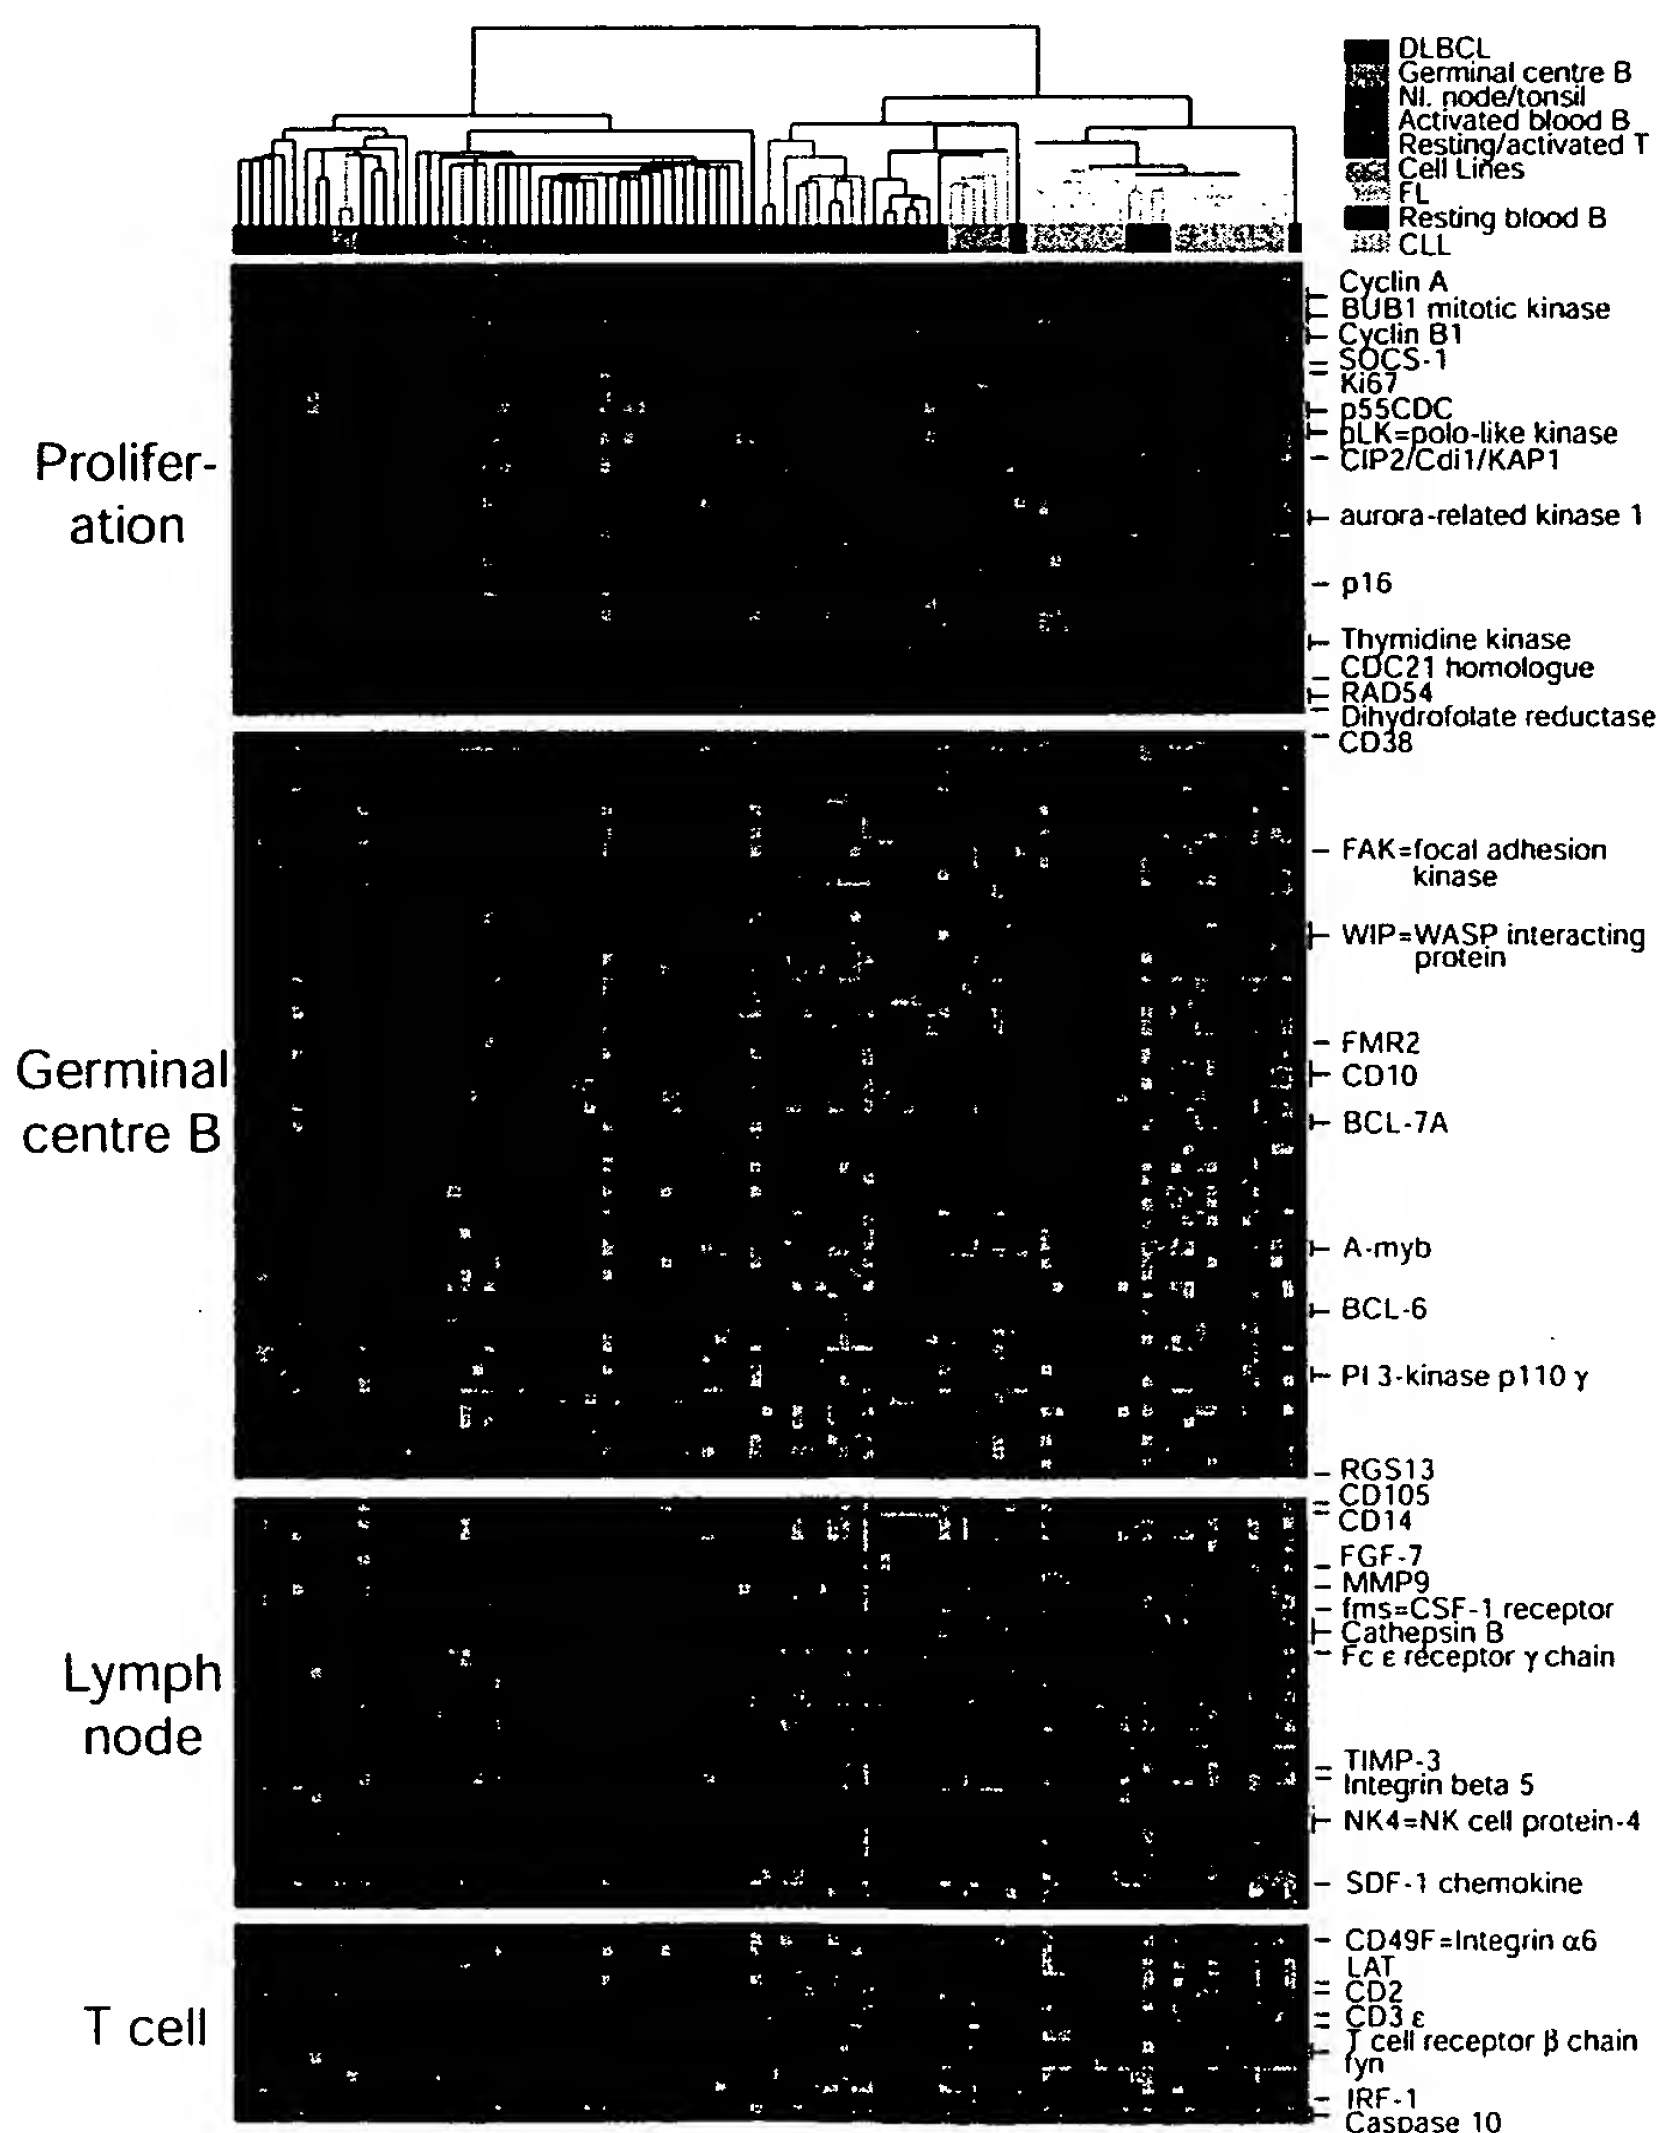 DLBCL
Germinal centre B
Nl. node/tonsil
Activated blood B
Resting/activated T
Cell Lines
FL
Resting blood B
CLL
Prolifer-
ation
Cyclin A
BUB1 mitotic kinase
Cyclin B1
SOCS-1
Ki67
p55CDC
pLK=polo-like kinase
CIP2/Cdi1/KAP1
aurora-related kinase 1
p16
Thymidine kinase
CDC21 homologue
RAD54
Dihydrofolate reductase
Germinal
centre B
CD38
FAK=focal adhesion
kinase
WIP=WASP interacting
protein
FMR2
CD10
BCL-7A
A-myb
BCL-6
PI 3-kinase p110 γ
RGS13
Lymph
node
CD105
CD14
FGF-7
MMP9
fms=CSF-1 receptor
Cathepsin B
Fc ε receptor γ chain
TIMP-3
Integrin beta 5
NK4=NK cell protein-4
SDF-1 chemokine
T cell
CD49F=Integrin α6
LAT
CD2
CD3 ε
T cell receptor β chain
fyn
IRF-1
Caspase 10